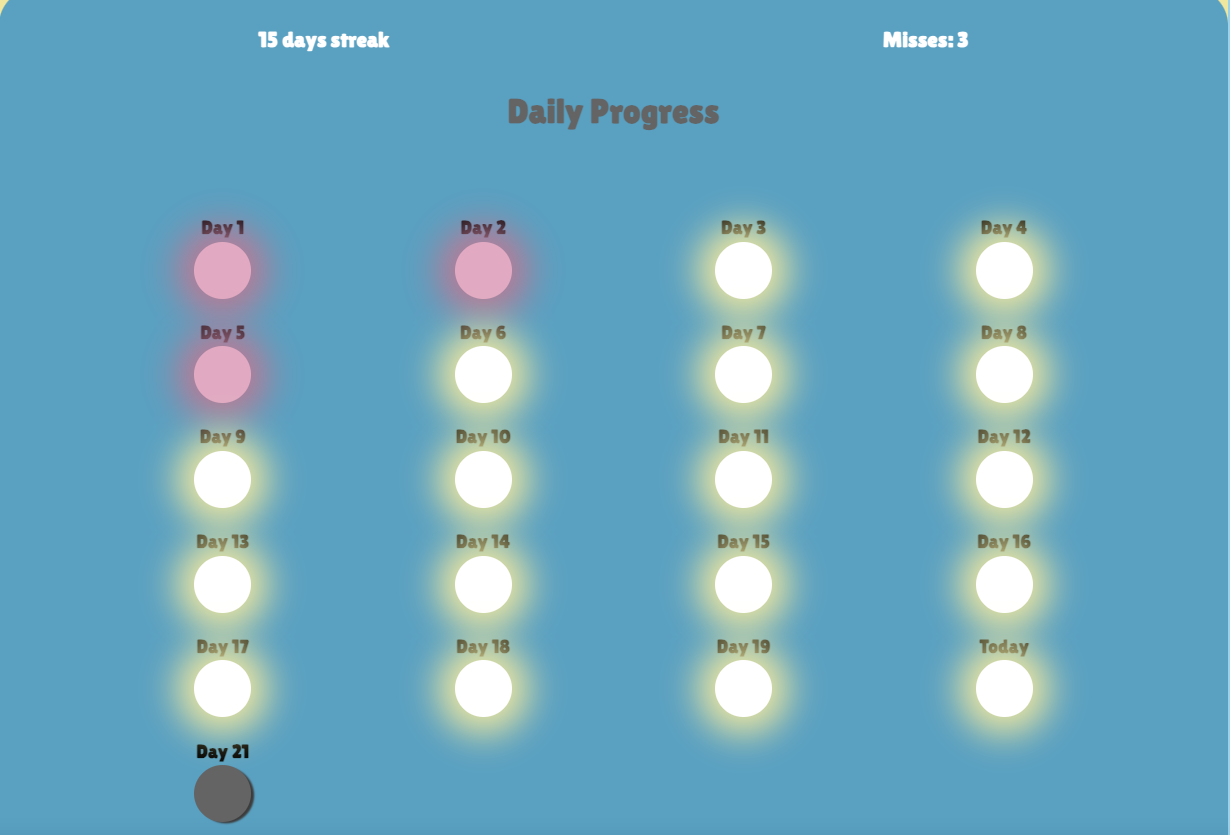 15 days streak Misses: 3
Daily Progress
Day 1 Day 2 Day 3 Day 4
Day 5 Day 6 Day 7 Day 8
Day 9 Day 10 Day 11 Day 12
Day 13 Day 14 Day 15 Day 16
Day 17 Day 18 Day 19 Today
Day 21